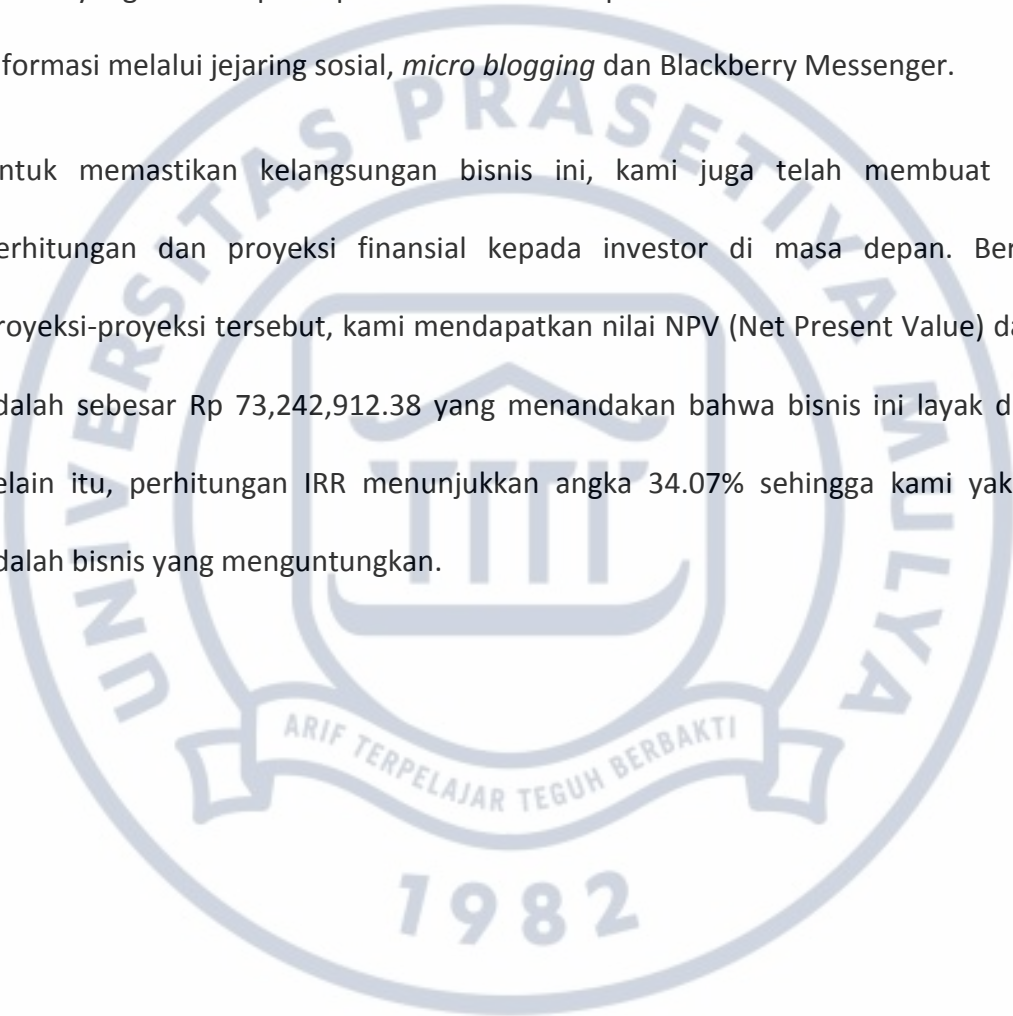 formasi melalui jejaring sosial, micro blogging dan Blackberry Messenger.
ntuk memastikan kelangsungan bisnis ini, kami juga telah membuat
erhitungan dan proyeksi finansial kepada investor di masa depan. Ber
royeksi-proyeksi tersebut, kami mendapatkan nilai NPV (Net Present Value) da
dalah sebesar Rp 73,242,912.38 yang menandakan bahwa bisnis ini layak d
elain itu, perhitungan IRR menunjukkan angka 34.07% sehingga kami yak
dalah bisnis yang menguntungkan.
UNIVERSITAS PRASETIYA MULYA
ARIF TERPELAJAR TEGUH BERBAKTI
1982